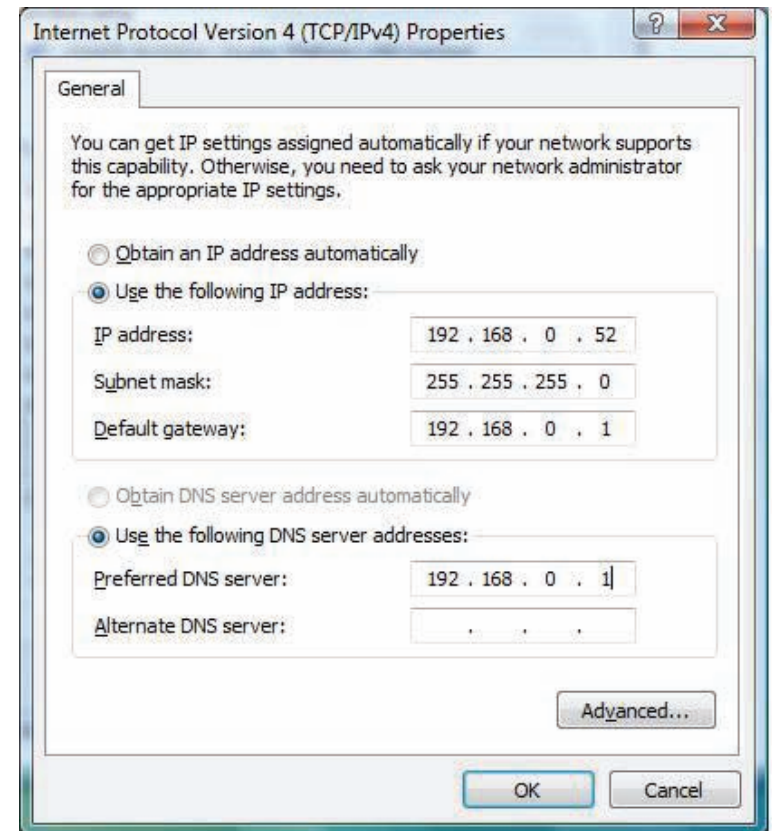 Internet Protocol Version 4 (TCP/IPv4) Properties
?
X
General
You can get IP settings assigned automatically if your network supports
this capability. Otherwise, you need to ask your network administrator
for the appropriate IP settings.
Obtain an IP address automatically
Use the following IP address:
IP address: 192 . 168 . 0 . 52
Subnet mask: 255 . 255 . 255 . 0
Default gateway: 192 . 168 . 0 . 1
Obtain DNS server address automatically
Use the following DNS server addresses:
Preferred DNS server: 192 . 168 . 0 . 1
Alternate DNS server: . . .
Advanced...
OK Cancel